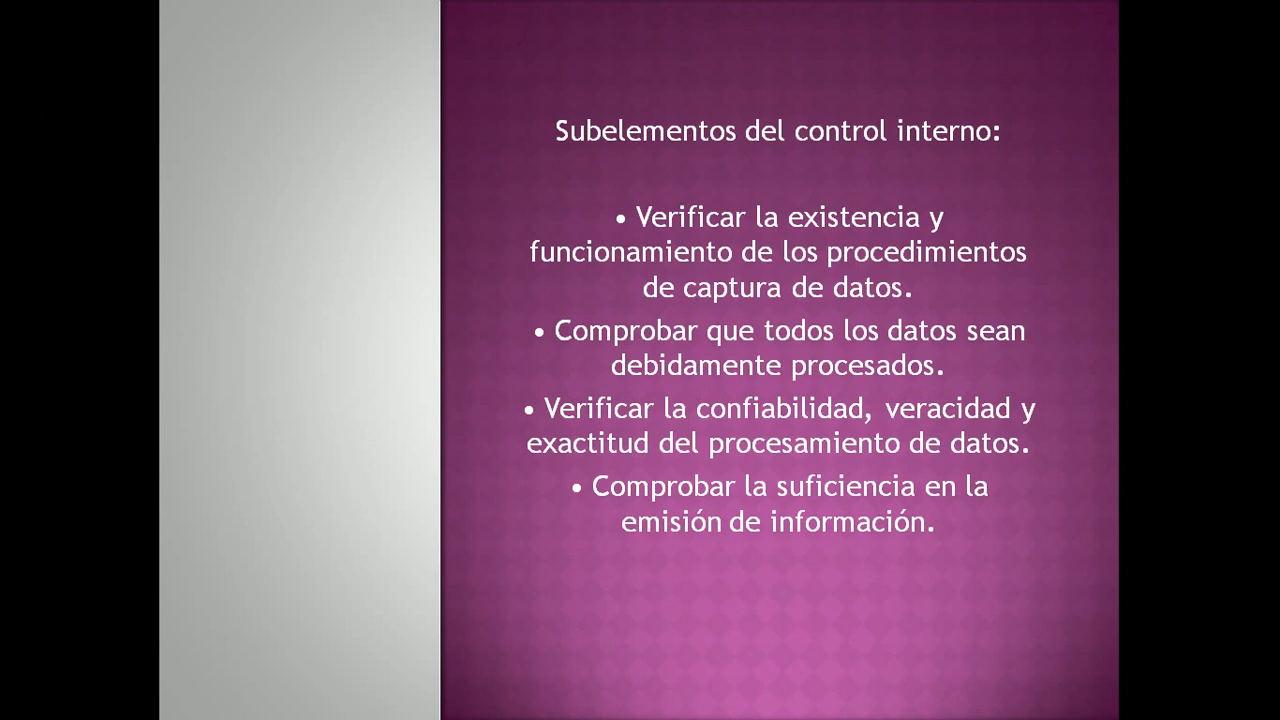 Subelementos del control interno:
• Verificar la existencia y
funcionamiento de los procedimientos
de captura de datos.
• Comprobar que todos los datos sean
debidamente procesados.
• Verificar la confiabilidad, veracidad y
exactitud del procesamiento de datos.
• Comprobar la suficiencia en la
emisión de información.